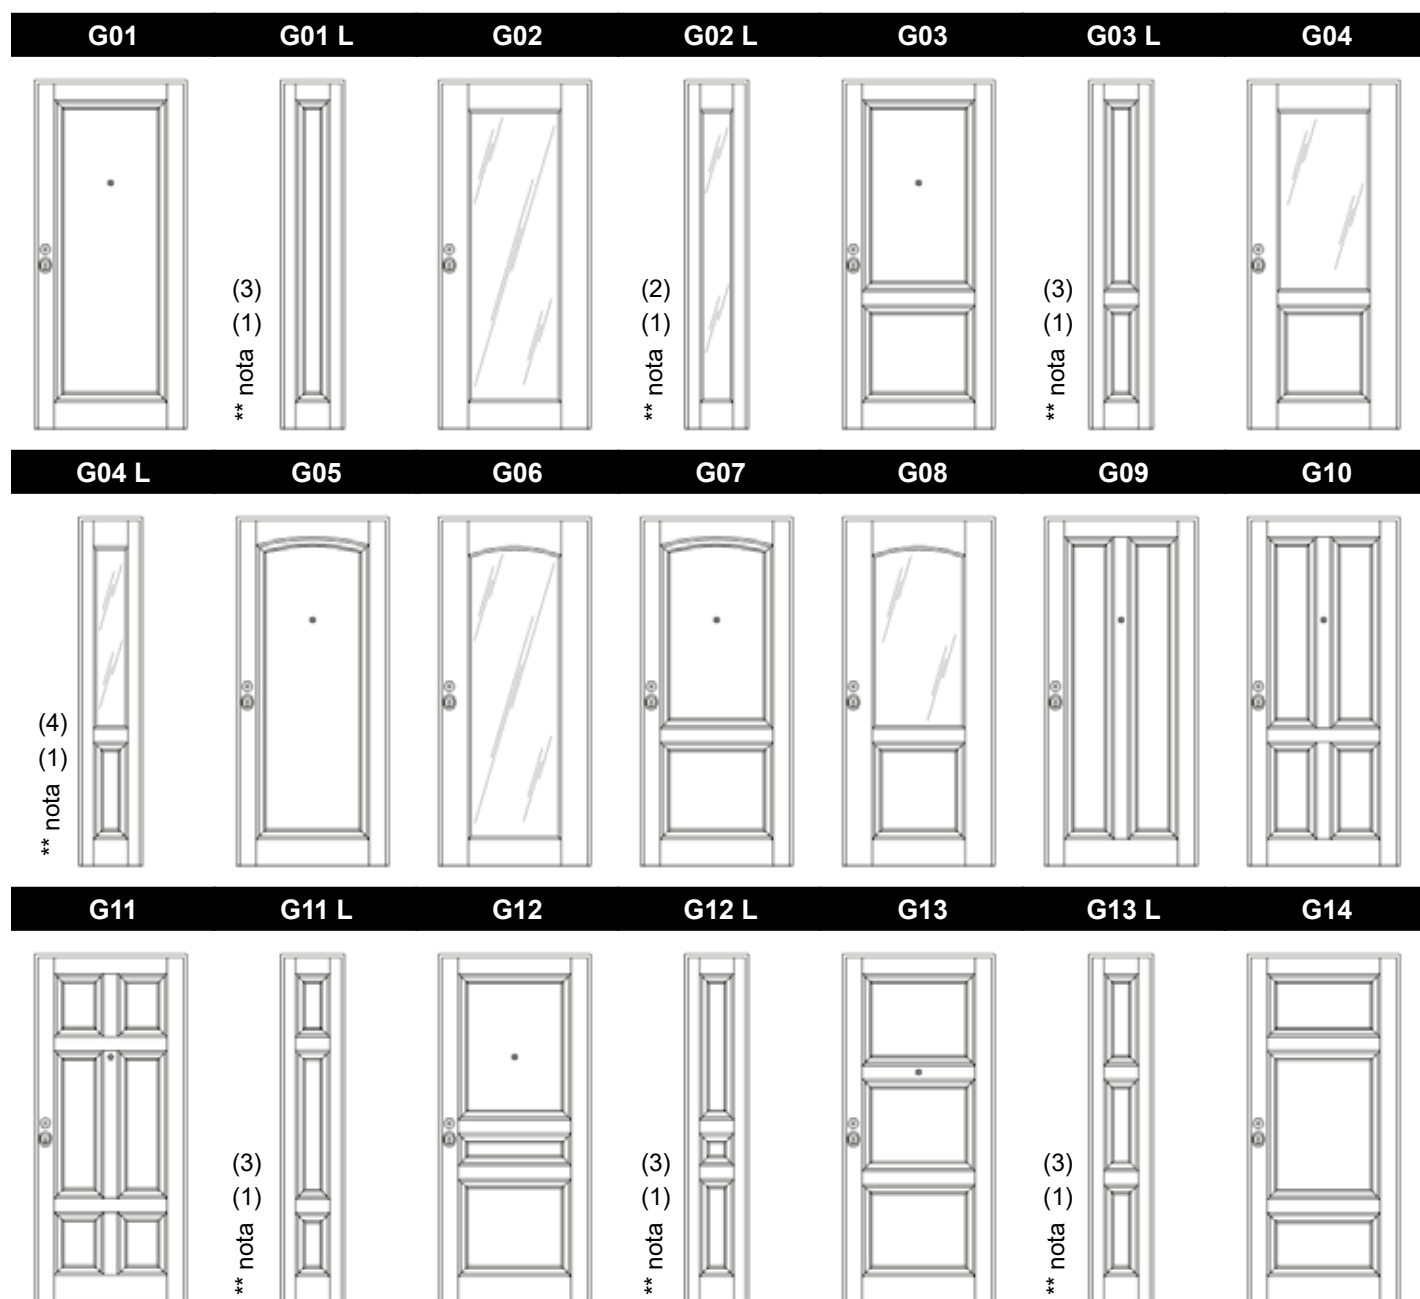 G01 G01 L G02 G02 L G03 G03 L G04
(3) (2) (3)
(1) (1) (1)
** nota ** nota ** nota
G04 L G05 G06 G07 G08 G09 G10
(4)
(1)
** nota
G11 G11 L G12 G12 L G13 G13 L G14
(3) (3) (3)
(1) (1) (1)
** nota ** nota ** nota